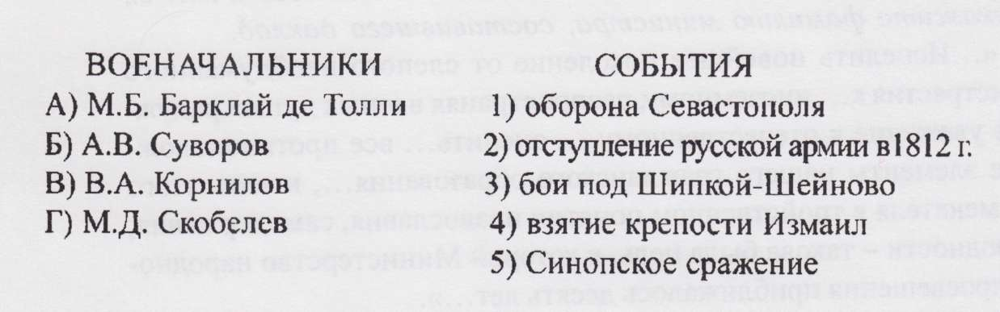 ВОЕНАЧАЛЬНИКИ
А) М.Б. Барклай де Толли
Б) А.В. Суворов
В) В.А. Корнилов
Г) М.Д. Скобелев
СОБЫТИЯ
1) оборона Севастополя
2) отступление русской армии в1812 г.
3) бои под Шипкой-Шейново
4) взятие крепости Измаил
5) Синопское сражение